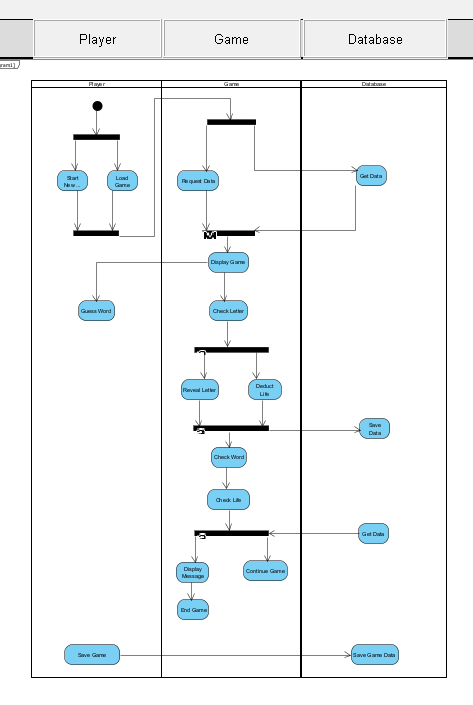 Player Game Database
ram1]
Player Game Database
Start
New...
Load
Game
Request Data
Get Data
Display Game
Guess Word
Check Letter
Reveal Letter
Deduct
Life
Save
Data
Check Word
Check Life
Get Data
Display
Message
Continue Game
End Game
Save Game
Save Game Data